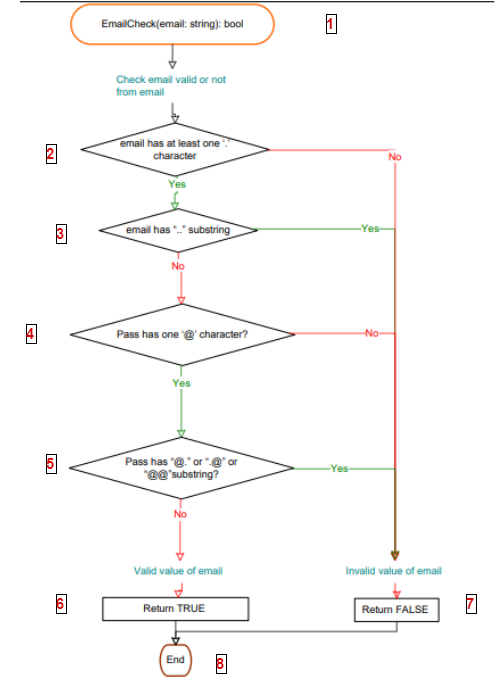 EmailCheck(email: string): bool
1
Check email valid or not
from email
email has at least one '.'
character
2
No
Yes
3
email has ".." substring
Yes
No
4
Pass has one '@' character?
No
Yes
5
Pass has "@." or ".@" or
"@@"substring?
Yes
No
Valid value of email
Invalid value of email
6
Return TRUE
Return FALSE
7
End
8